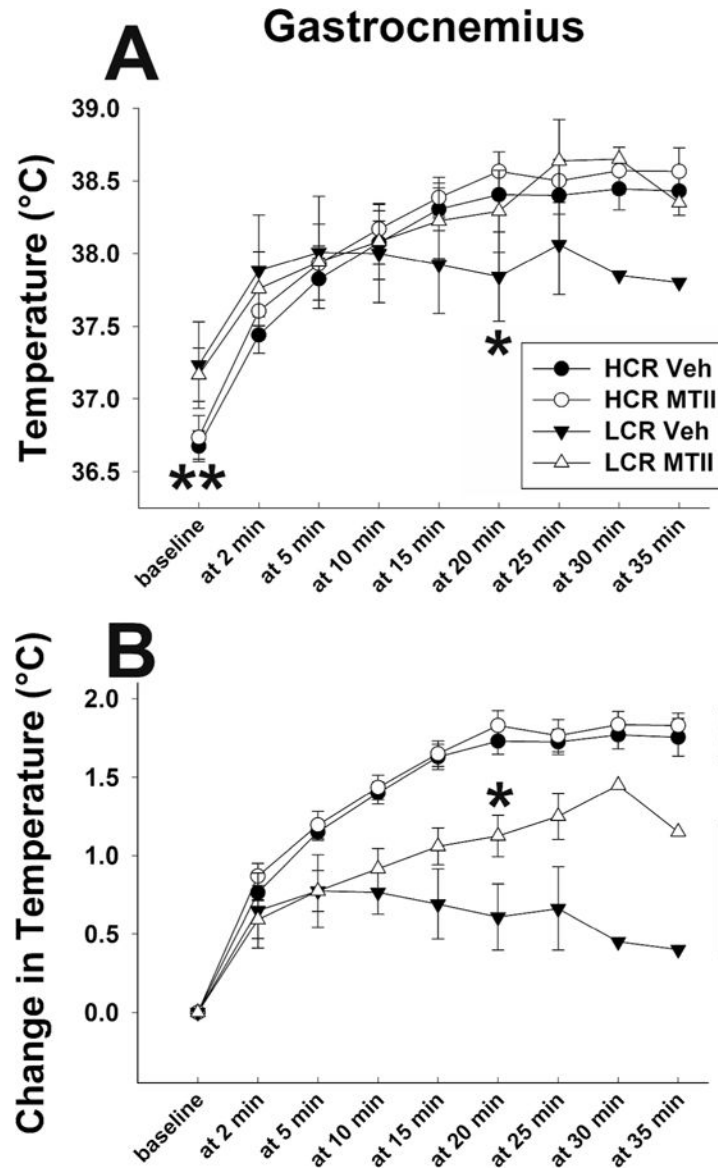 Gastrocnemius
A
Temperature (°C)
39.0
38.5
38.0
37.5
37.0
36.5
**
*
HCR Veh
HCR MTII
LCR Veh
LCR MTII
baseline
at 2 min
at 5 min
at 10 min
at 15 min
at 20 min
at 25 min
at 30 min
at 35 min
B
Change in Temperature (°C)
2.0
1.5
1.0
0.5
0.0
*
baseline
at 2 min
at 5 min
at 10 min
at 15 min
at 20 min
at 25 min
at 30 min
at 35 min